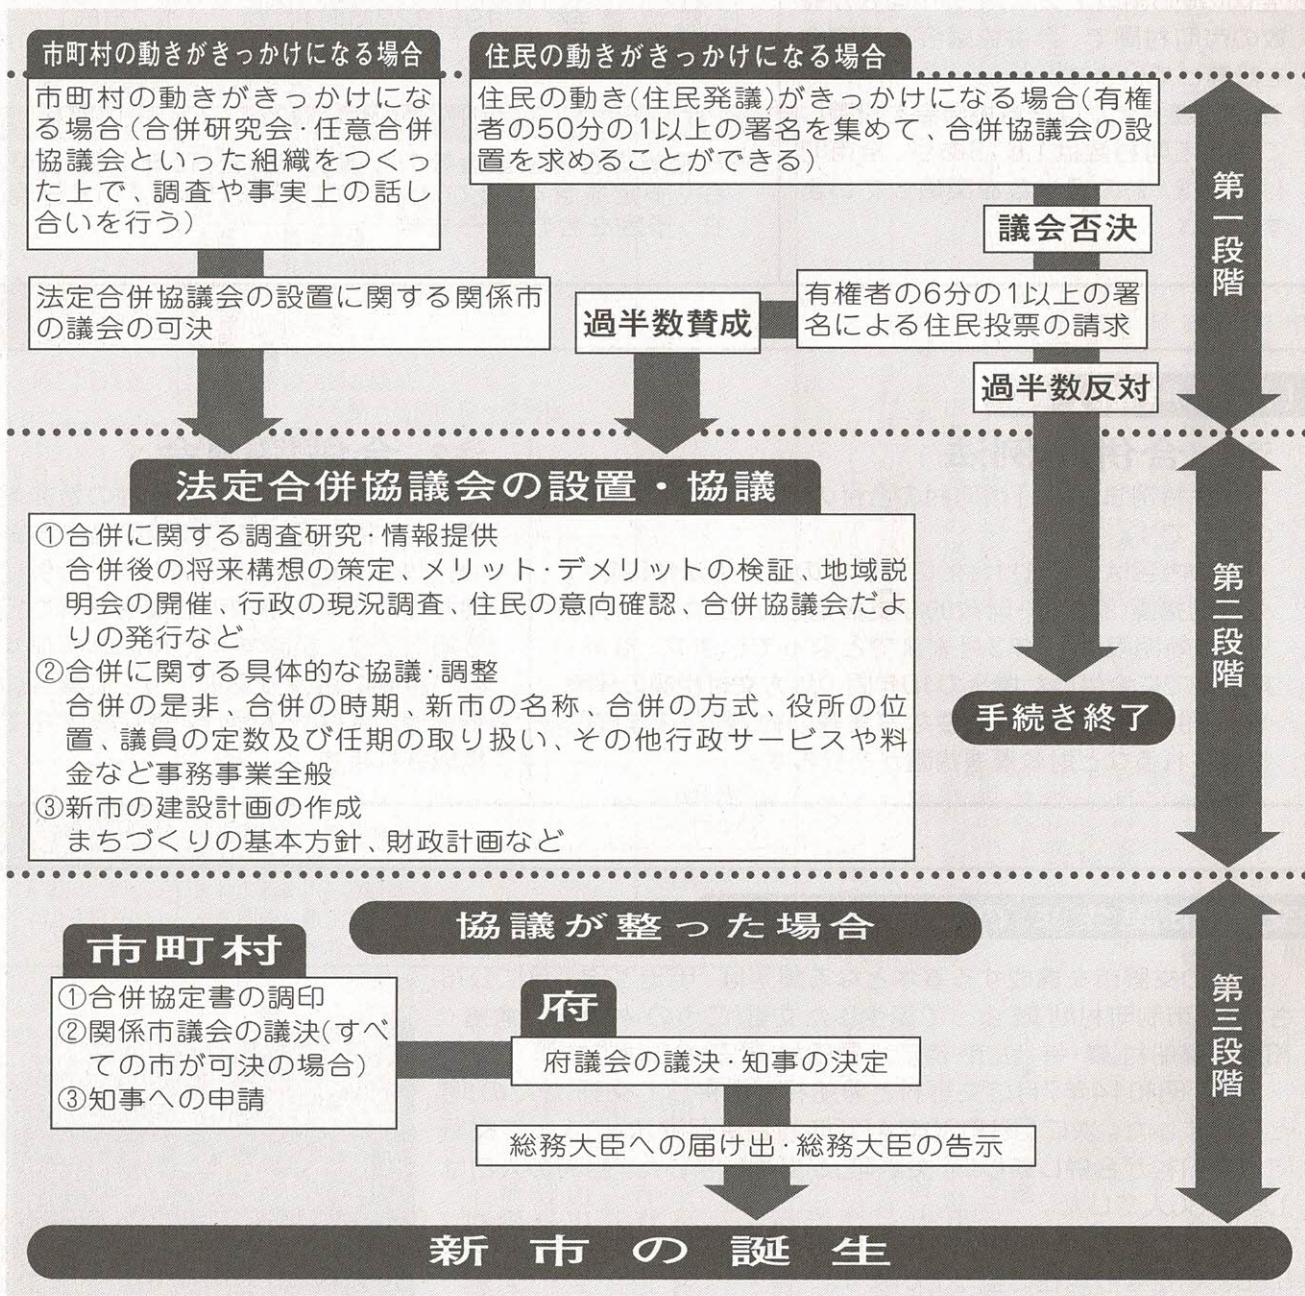 市町村の動きがきっかけになる場合
市町村の動きがきっかけにな
る場合(合併研究会・任意合併
協議会といった組織をつくっ
た上で、調査や事実上の話し
合いを行う)
住民の動きがきっかけになる場合
住民の動き(住民発議)がきっかけになる場合(有権
者の50分の1以上の署名を集めて、合併協議会の設
置を求めることができる)
議会否決
法定合併協議会の設置に関する関係市
の議会の可決
過半数賛成
有権者の6分の1以上の署
名による住民投票の請求
過半数反対
第一段階
法定合併協議会の設置・協議
①合併に関する調査研究・情報提供
合併後の将来構想の策定、メリット・デメリットの検証、地域説
明会の開催、行政の現況調査、住民の意向確認、合併協議会だよ
りの発行など
②合併に関する具体的な協議・調整
合併の是非、合併の時期、新市の名称、合併の方式、役所の位
置、議員の定数及び任期の取り扱い、その他行政サービスや料
金など事務事業全般
③新市の建設計画の作成
まちづくりの基本方針、財政計画など
手続き終了
第二段階
協議が整った場合
市町村
①合併協定書の調印
②関係市議会の議決(すべ
ての市が可決の場合)
③知事への申請
府
府議会の議決・知事の決定
総務大臣への届け出・総務大臣の告示
第三段階
新市の誕生